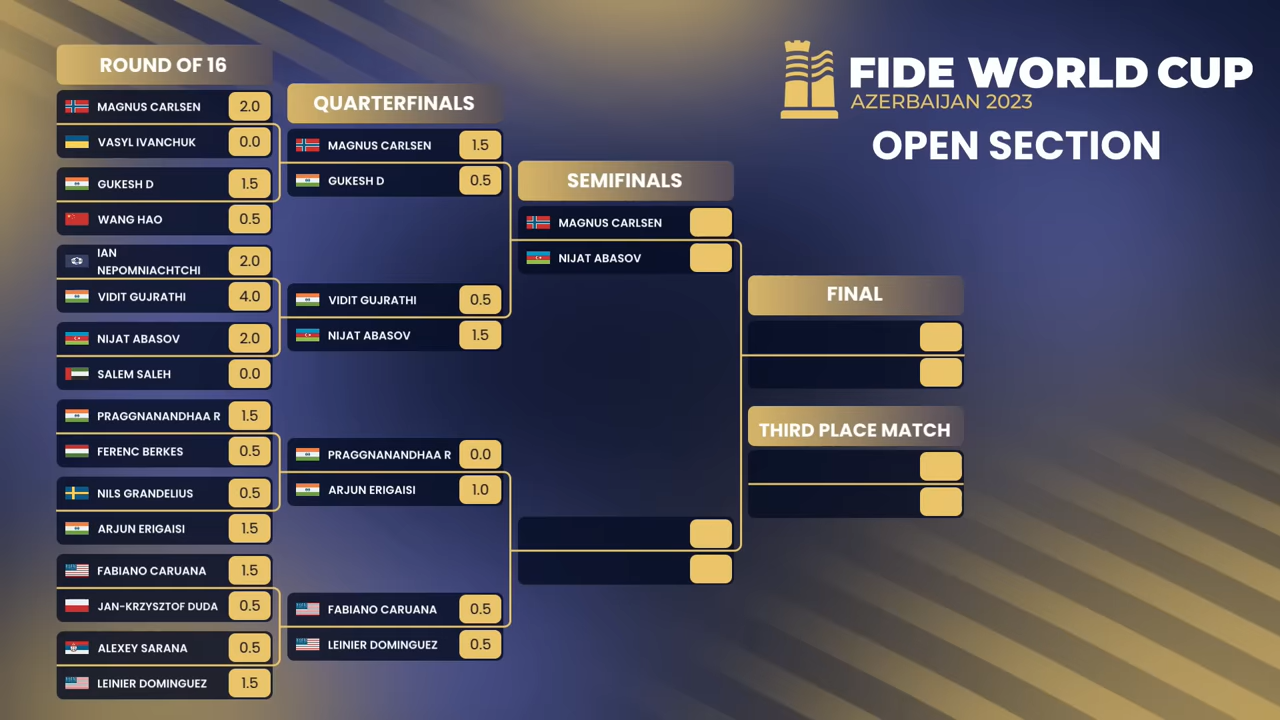 ROUND OF 16
MAGNUS CARLSEN 2.0
VASYL IVANCHUK 0.0
GUKESH D 1.5
WANG HAO 0.5
IAN
NEPOMNIACHTCHI 2.0
VIDIT GUJRATHI 4.0
NIJAT ABASOV 2.0
SALEM SALEH 0.0
PRAGGNANANDHAA R 1.5
FERENC BERKES 0.5
NILS GRANDELIUS 0.5
ARJUN ERIGAISI 1.5
FABIANO CARUANA 1.5
JAN-KRZYSZTOF DUDA 0.5
ALEXEY SARANA 0.5
LEINIER DOMINGUEZ 1.5
QUARTERFINALS
MAGNUS CARLSEN 1.5
GUKESH D 0.5
VIDIT GUJRATHI 0.5
NIJAT ABASOV 1.5
PRAGGNANANDHAA R 0.0
ARJUN ERIGAISI 1.0
FABIANO CARUANA 0.5
LEINIER DOMINGUEZ 0.5
SEMIFINALS
MAGNUS CARLSEN
NIJAT ABASOV
FINAL
THIRD PLACE MATCH
FIDE WORLD CUP
AZERBAIJAN 2023
OPEN SECTION